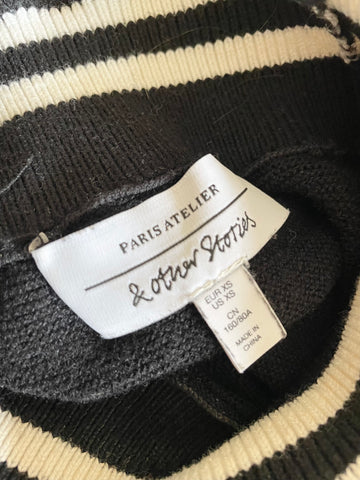 PARIS ATELIER
& other Stories
EUR XS
US XS
CN
160/80A
MADE IN
CHINA